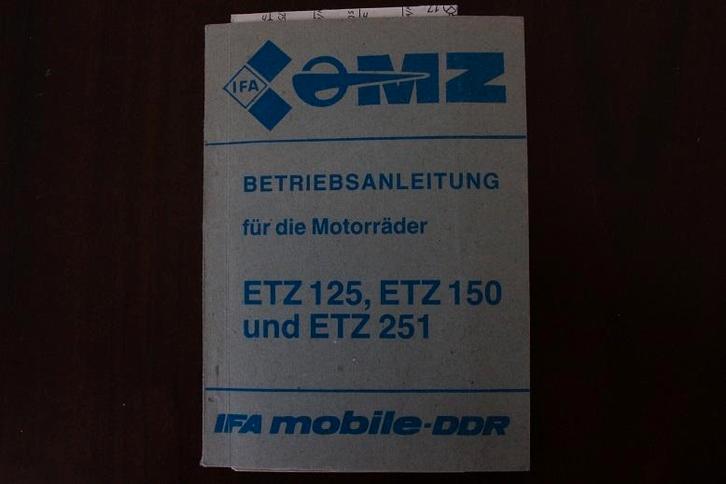 IFA MZ
BETRIEBSANLEITUNG
für die Motorräder
ETZ 125, ETZ 150
und ETZ 251
IFA mobile-DDR